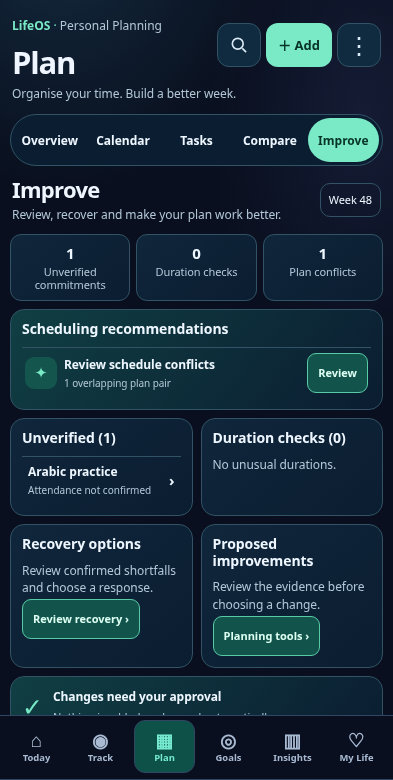 LifeOS · Personal Planning
Plan
+ Add
Organise your time. Build a better week.
Overview Calendar Tasks Compare Improve
Improve
Review, recover and make your plan work better.
Week 48
1
Unverified
commitments
0
Duration checks
1
Plan conflicts
Scheduling recommendations
Review schedule conflicts
1 overlapping plan pair
Review
Unverified (1)
Arabic practice
Attendance not confirmed
›
Duration checks (0)
No unusual durations.
Recovery options
Review confirmed shortfalls
and choose a response.
Review recovery ›
Proposed
improvements
Review the evidence before
choosing a change.
Planning tools ›
Changes need your approval
Today Track Plan Goals Insights My Life